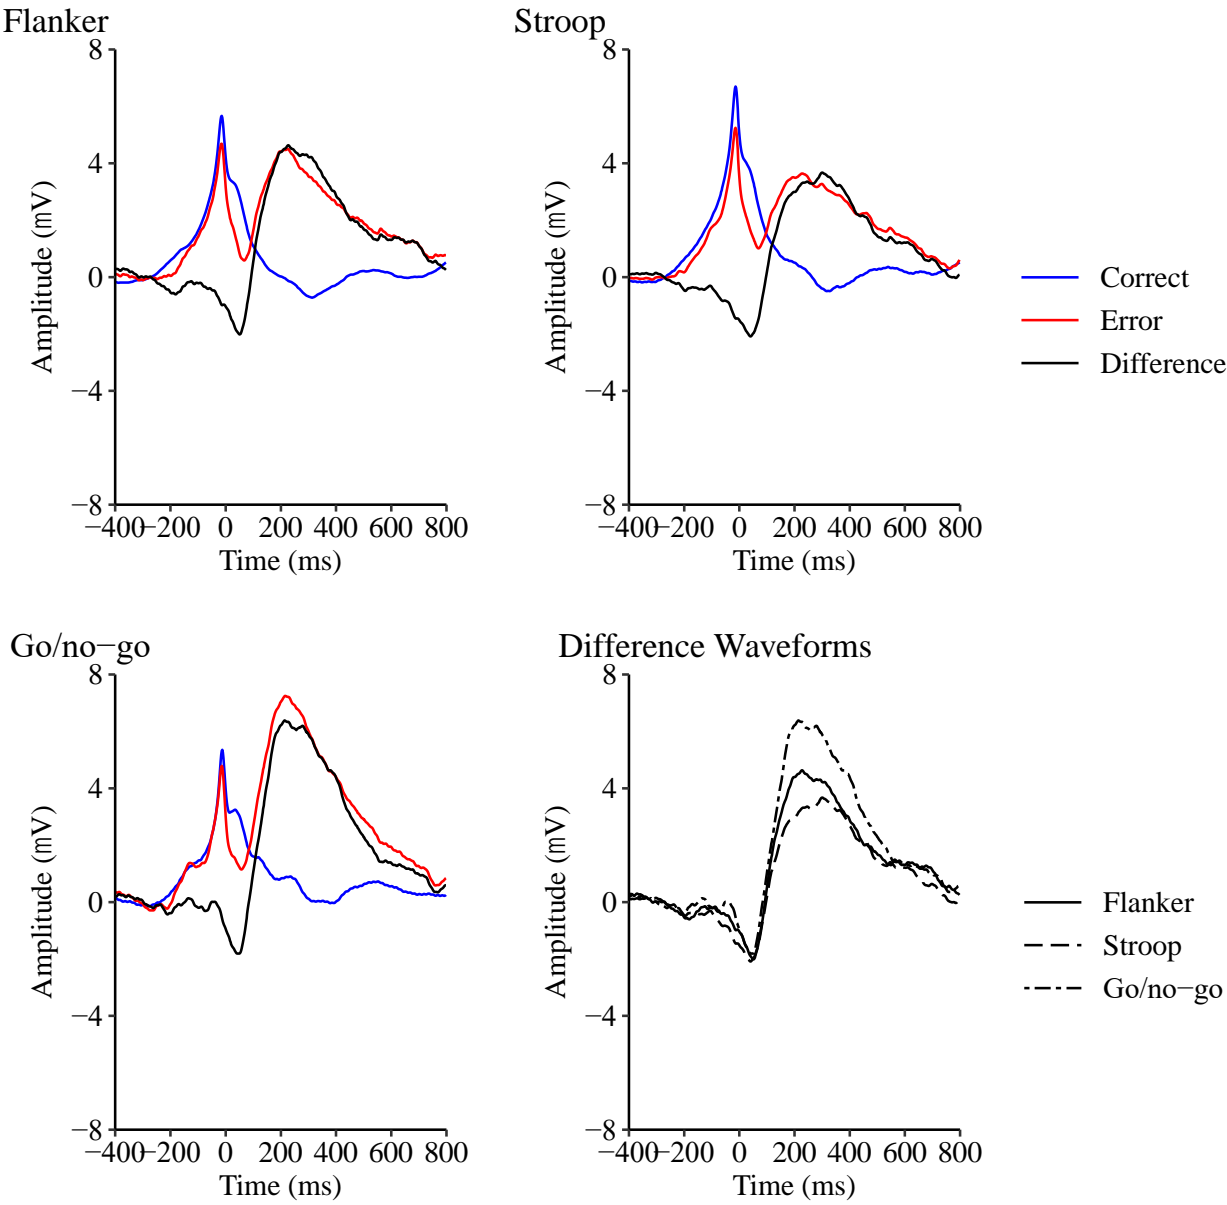 Flanker
8
4
0
−4
−8
Amplitude (mV)
−400 −200 0 200 400 600 800
Time (ms)
Stroop
8
4
0
−4
−8
Amplitude (mV)
−400 −200 0 200 400 600 800
Time (ms)
Correct
Error
Difference
Go/no−go
8
4
0
−4
−8
Amplitude (mV)
−400 −200 0 200 400 600 800
Time (ms)
Difference Waveforms
8
4
0
−4
−8
Amplitude (mV)
−400 −200 0 200 400 600 800
Time (ms)
Flanker
Stroop
Go/no−go